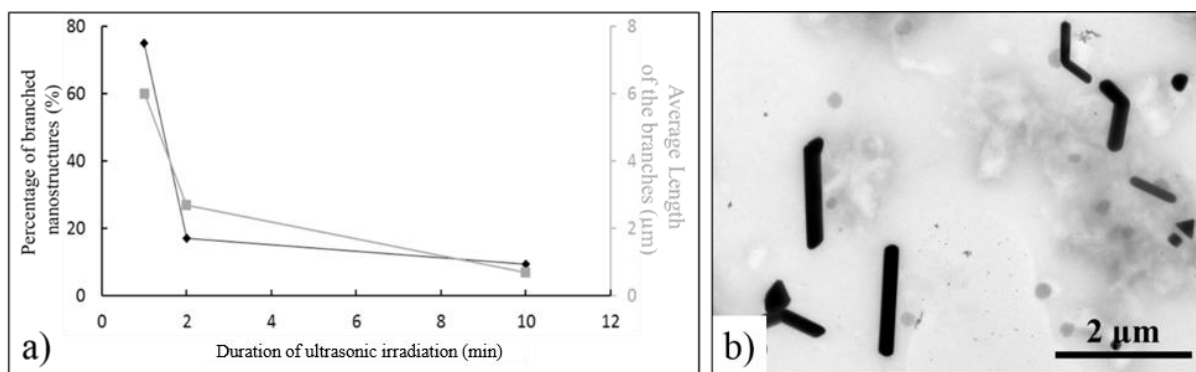 80
60
40
20
0
Percentage of branched
nanostructures (%)
8
6
4
2
0
Average Length
of the branches (µm)
0 2 4 6 8 10 12
Duration of ultrasonic irradiation (min)
a)
b)
2 µm